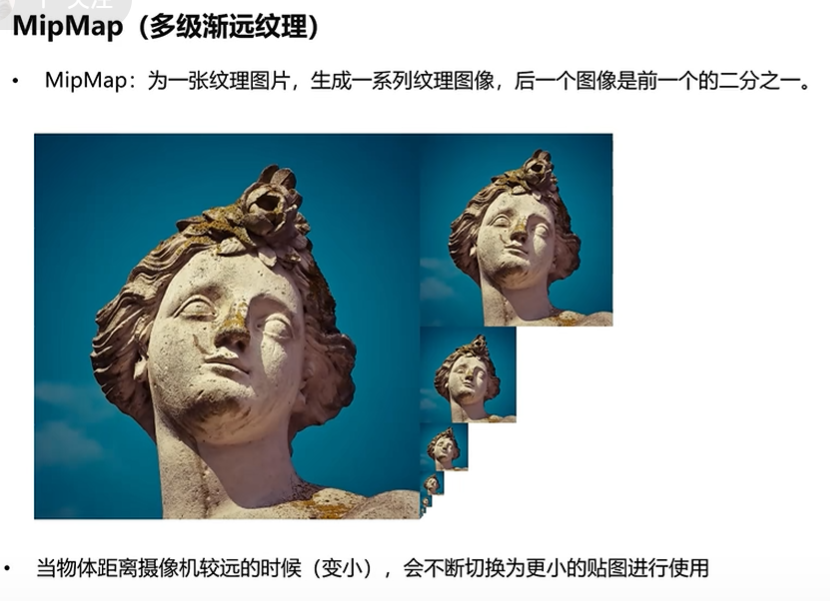 MipMap（多级渐远纹理）
• MipMap：为一张纹理图片，生成一系列纹理图像，后一个图像是前一个的二分之一。
• 当物体距离摄像机较远的时候（变小），会不断切换为更小的贴图进行使用